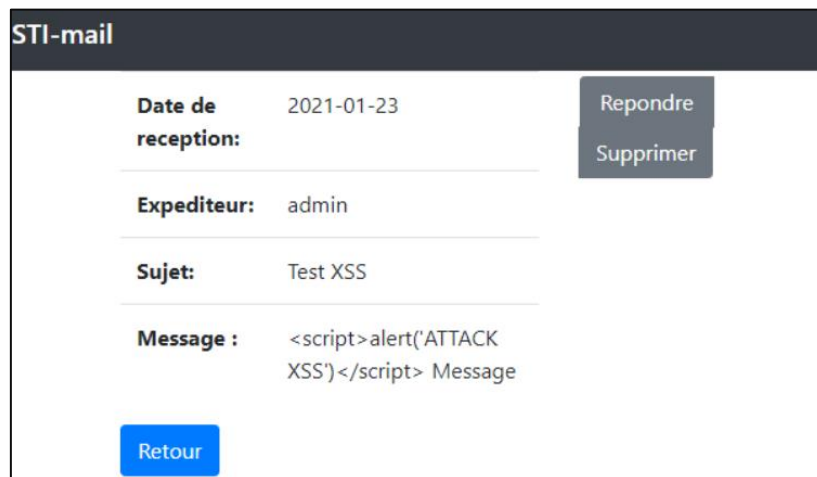 STI-mail
Date de 2021-01-23 Repondre
reception:
Supprimer
Expediteur: admin
Sujet: Test XSS
Message : <script>alert('ATTACK
XSS')</script> Message
Retour